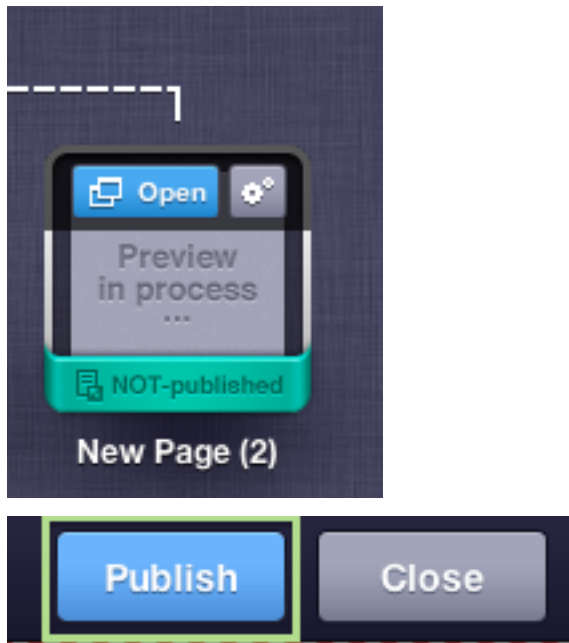 Open
Preview
in process
...
NOT-published
New Page (2)
Publish
Close